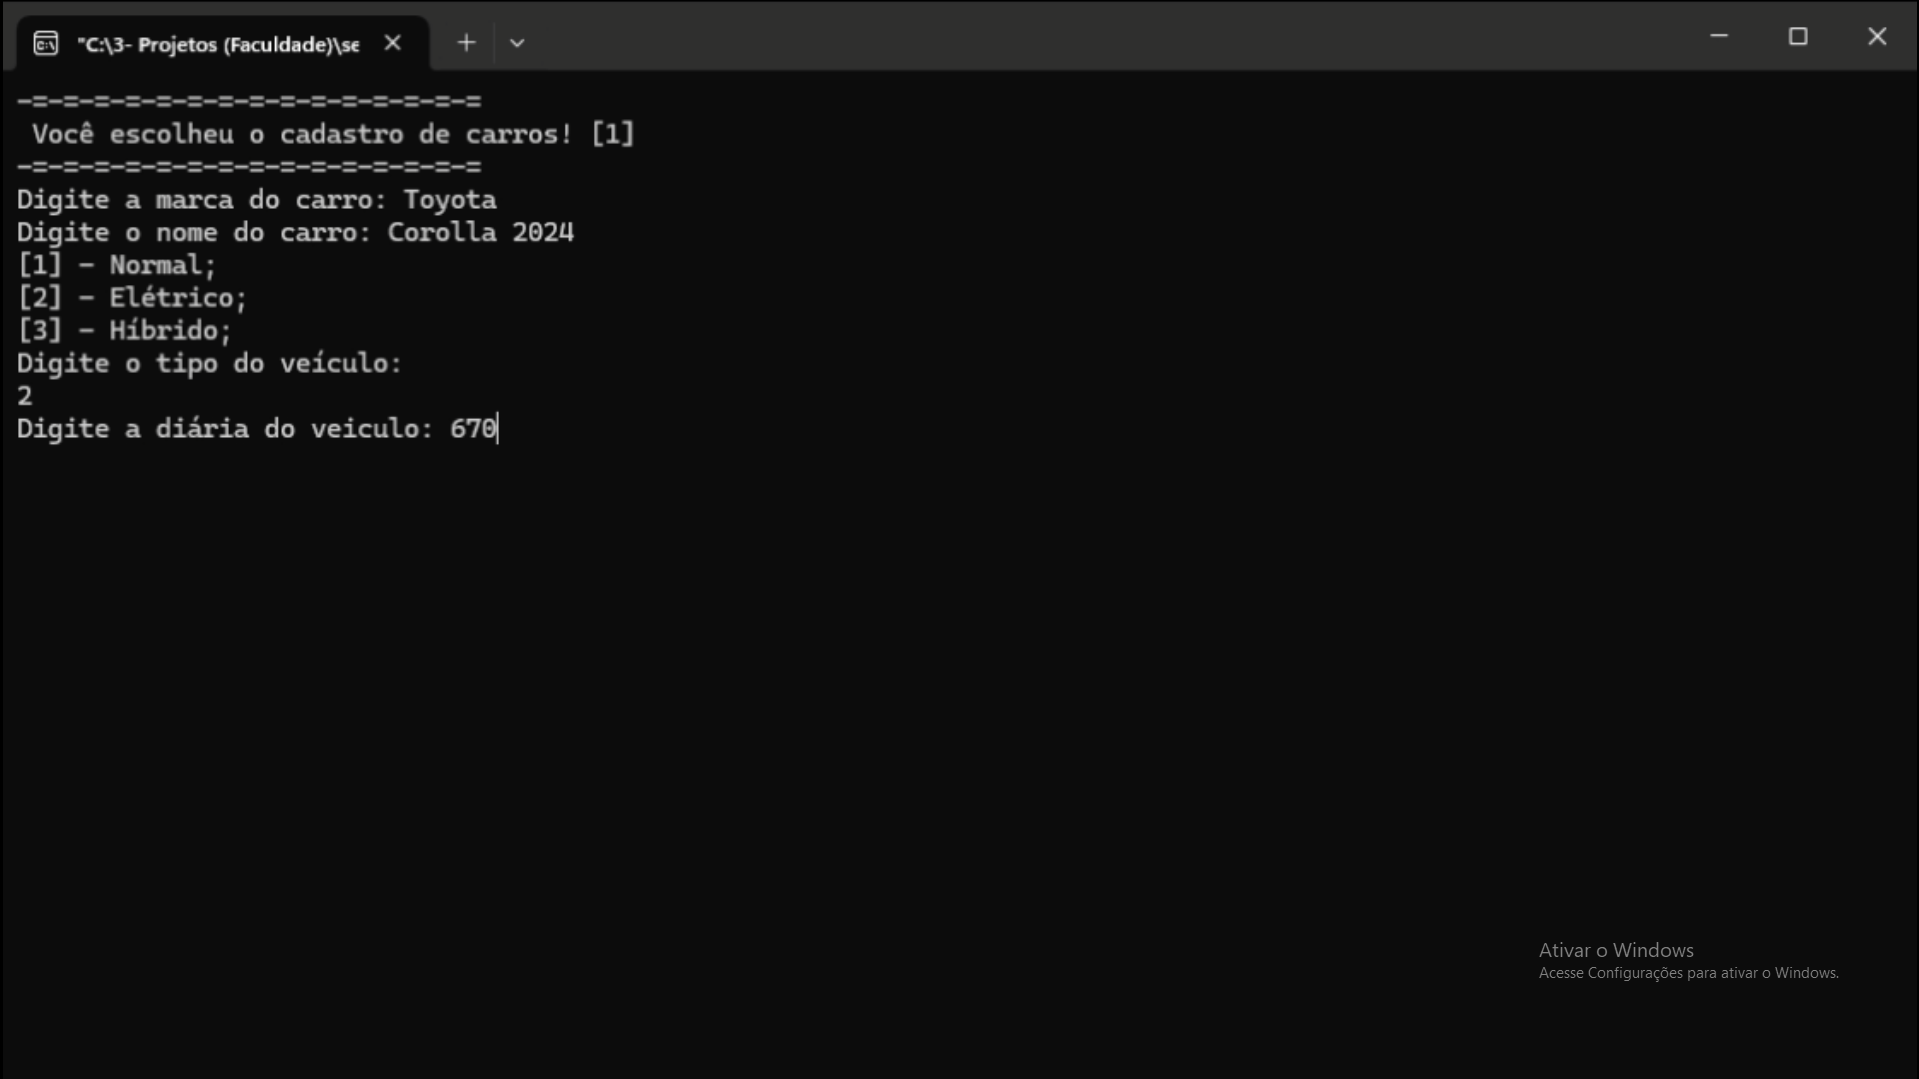 "C:\3- Projetos (Faculdade)\se
-=-=-=-=-=-=-=-=-=-=-=-=-=-=-=
Você escolheu o cadastro de carros! [1]
-=-=-=-=-=-=-=-=-=-=-=-=-=-=-=
Digite a marca do carro: Toyota
Digite o nome do carro: Corolla 2024
[1] - Normal;
[2] - Elétrico;
[3] - Híbrido;
Digite o tipo do veículo:
2
Digite a diária do veiculo: 670
Ativar o Windows
Acesse Configurações para ativar o Windows.